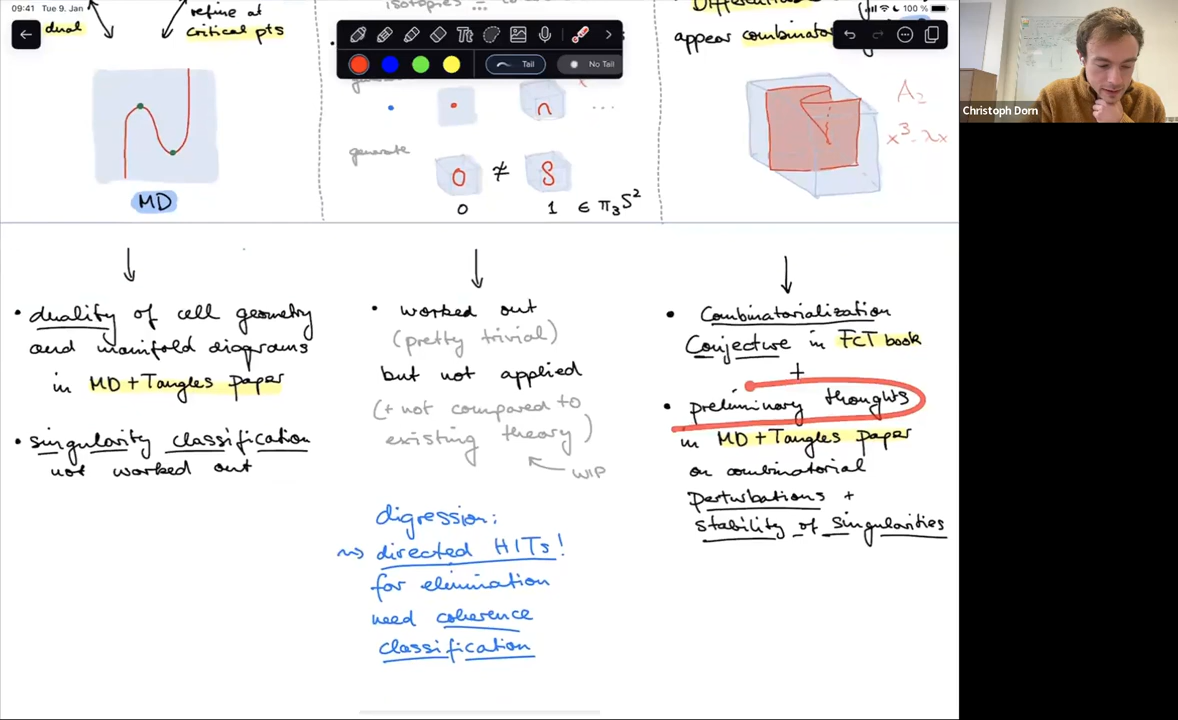 09:41 Tue 9. Jan
100 %
dual
refine at
critical pts
MD
Tail
No Tail
...
generate
0 ≠ 8
0 1 ∈ π₃S²
appear
x³ - λx
Christoph Dorn
• duality of cell geometry
and manifold diagrams
in MD + Tangles paper
• singularity classification
not worked out
• worked out
(pretty trivial)
but not applied
(+ not compared to
existing theory)
WIP
digression:
⇝ directed HITs!
for elimination
need coherence
classification
• Combinatorialization
Conjecture in FCT book
+
• preliminary thoughts
in MD + Tangles paper
on combinatorial
perturbations +
stability of singularities